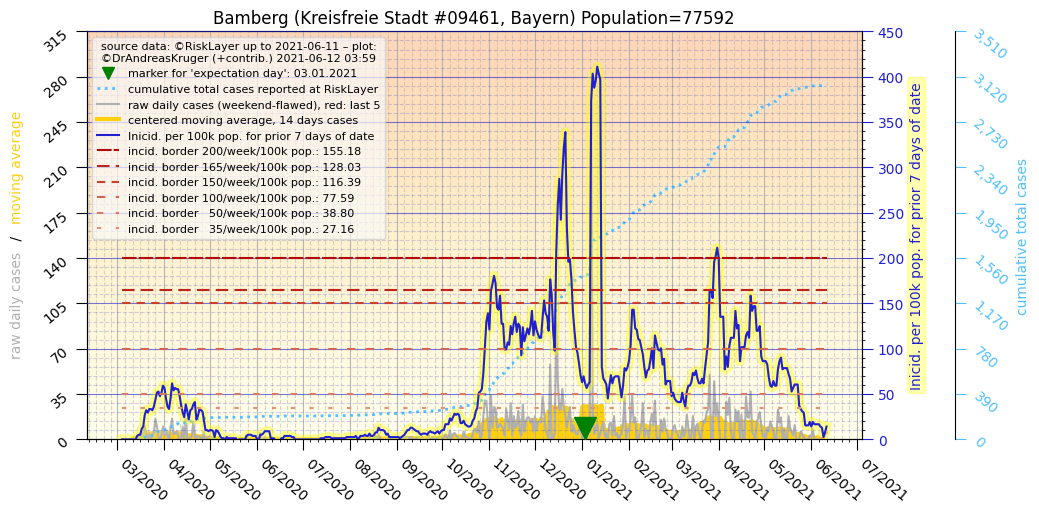 Bamberg (Kreisfreie Stadt #09461, Bayern) Population=77592
source data: ©RiskLayer up to 2021-06-11 – plot:
©DrAndreasKruger (+contrib.) 2021-06-12 03:59
marker for 'expectation day': 03.01.2021
cumulative total cases reported at RiskLayer
raw daily cases (weekend-flawed), red: last 5
centered moving average, 14 days cases
Inicid. per 100k pop. for prior 7 days of date
incid. border 200/week/100k pop.: 155.18
incid. border 165/week/100k pop.: 128.03
incid. border 150/week/100k pop.: 116.39
incid. border 100/week/100k pop.: 77.59
incid. border   50/week/100k pop.: 38.80
incid. border   35/week/100k pop.: 27.16
raw daily cases / moving average
315
280
245
210
175
140
105
70
35
0
450
400
350
300
250
200
150
100
50
0
Inicid. per 100k pop. for prior 7 days of date
3,510
3,120
2,730
2,340
1,950
1,560
1,170
780
390
0
cumulative total cases
03/2020
04/2020
05/2020
06/2020
07/2020
08/2020
09/2020
10/2020
11/2020
12/2020
01/2021
02/2021
03/2021
04/2021
05/2021
06/2021
07/2021